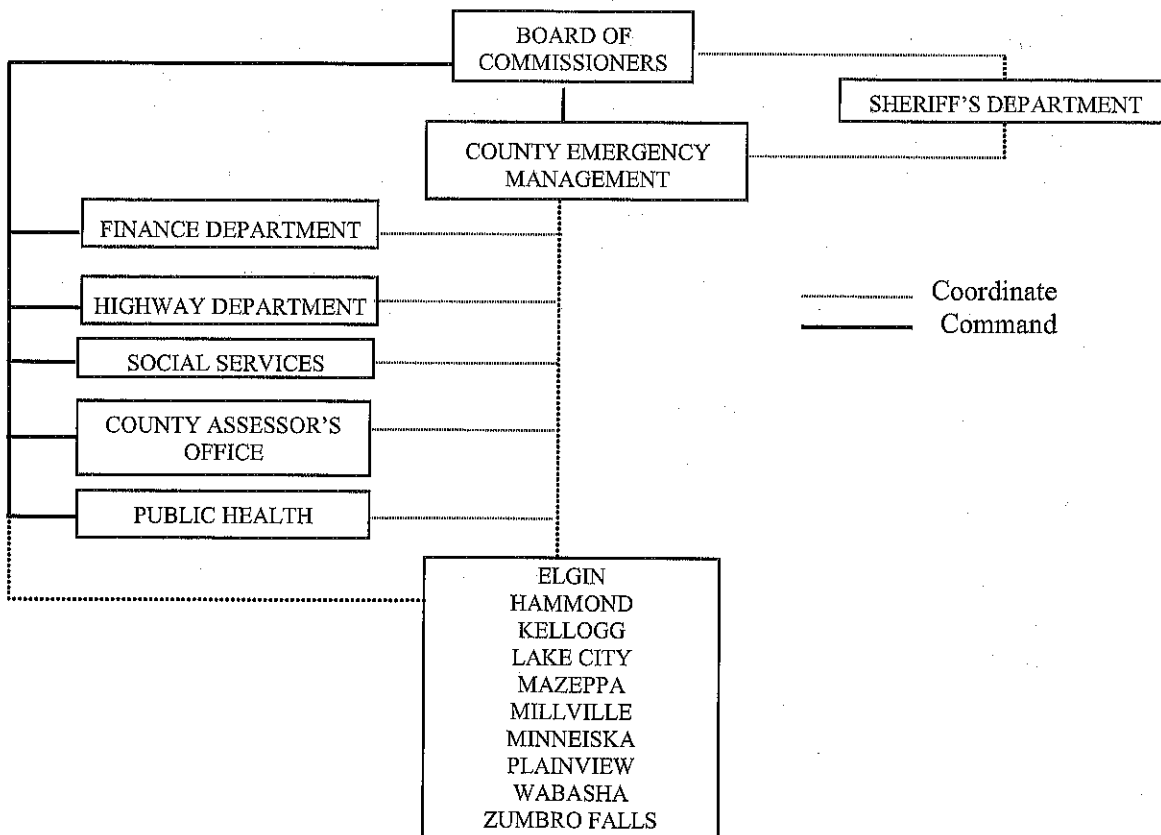 BOARD OF
COMMISSIONERS
SHERIFF'S DEPARTMENT
COUNTY EMERGENCY
MANAGEMENT
FINANCE DEPARTMENT
HIGHWAY DEPARTMENT
Coordinate
Command
SOCIAL SERVICES
COUNTY ASSESSOR'S
OFFICE
PUBLIC HEALTH
ELGIN
HAMMOND
KELLOGG
LAKE CITY
MAZEPPA
MILLVILLE
MINNEISKA
PLAINVIEW
WABASHA
ZUMBRO FALLS